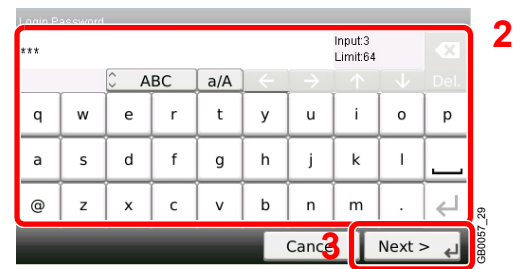 Login Password
2
***
Input:3
Limit:64
ABC a/A Del.
q w e r t y u i o p
a s d f g h j k l
@ z x c v b n m .
3
Cance Next >
GB0057_29